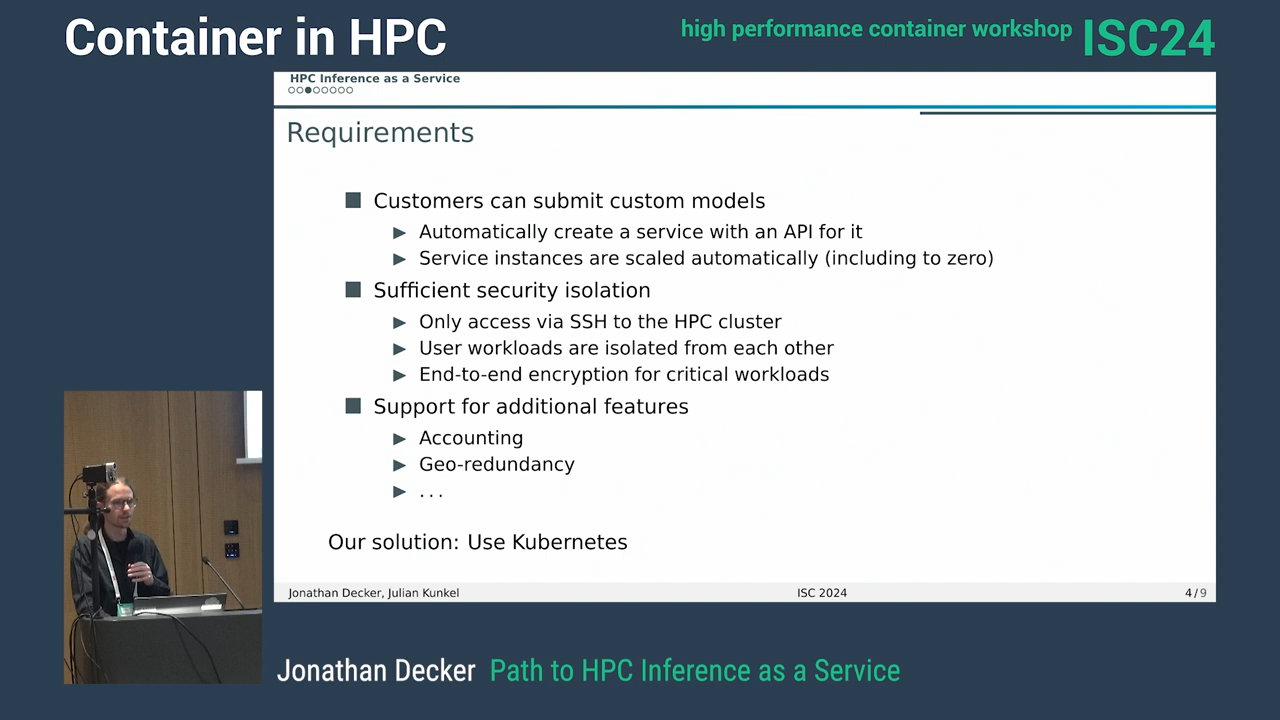 Container in HPC
high performance container workshop ISC24
HPC Inference as a Service
Requirements
Customers can submit custom models
Automatically create a service with an API for it
Service instances are scaled automatically (including to zero)
Sufficient security isolation
Only access via SSH to the HPC cluster
User workloads are isolated from each other
End-to-end encryption for critical workloads
Support for additional features
Accounting
Geo-redundancy
...
Our solution: Use Kubernetes
Jonathan Decker, Julian Kunkel ISC 2024 4/9
Jonathan Decker Path to HPC Inference as a Service